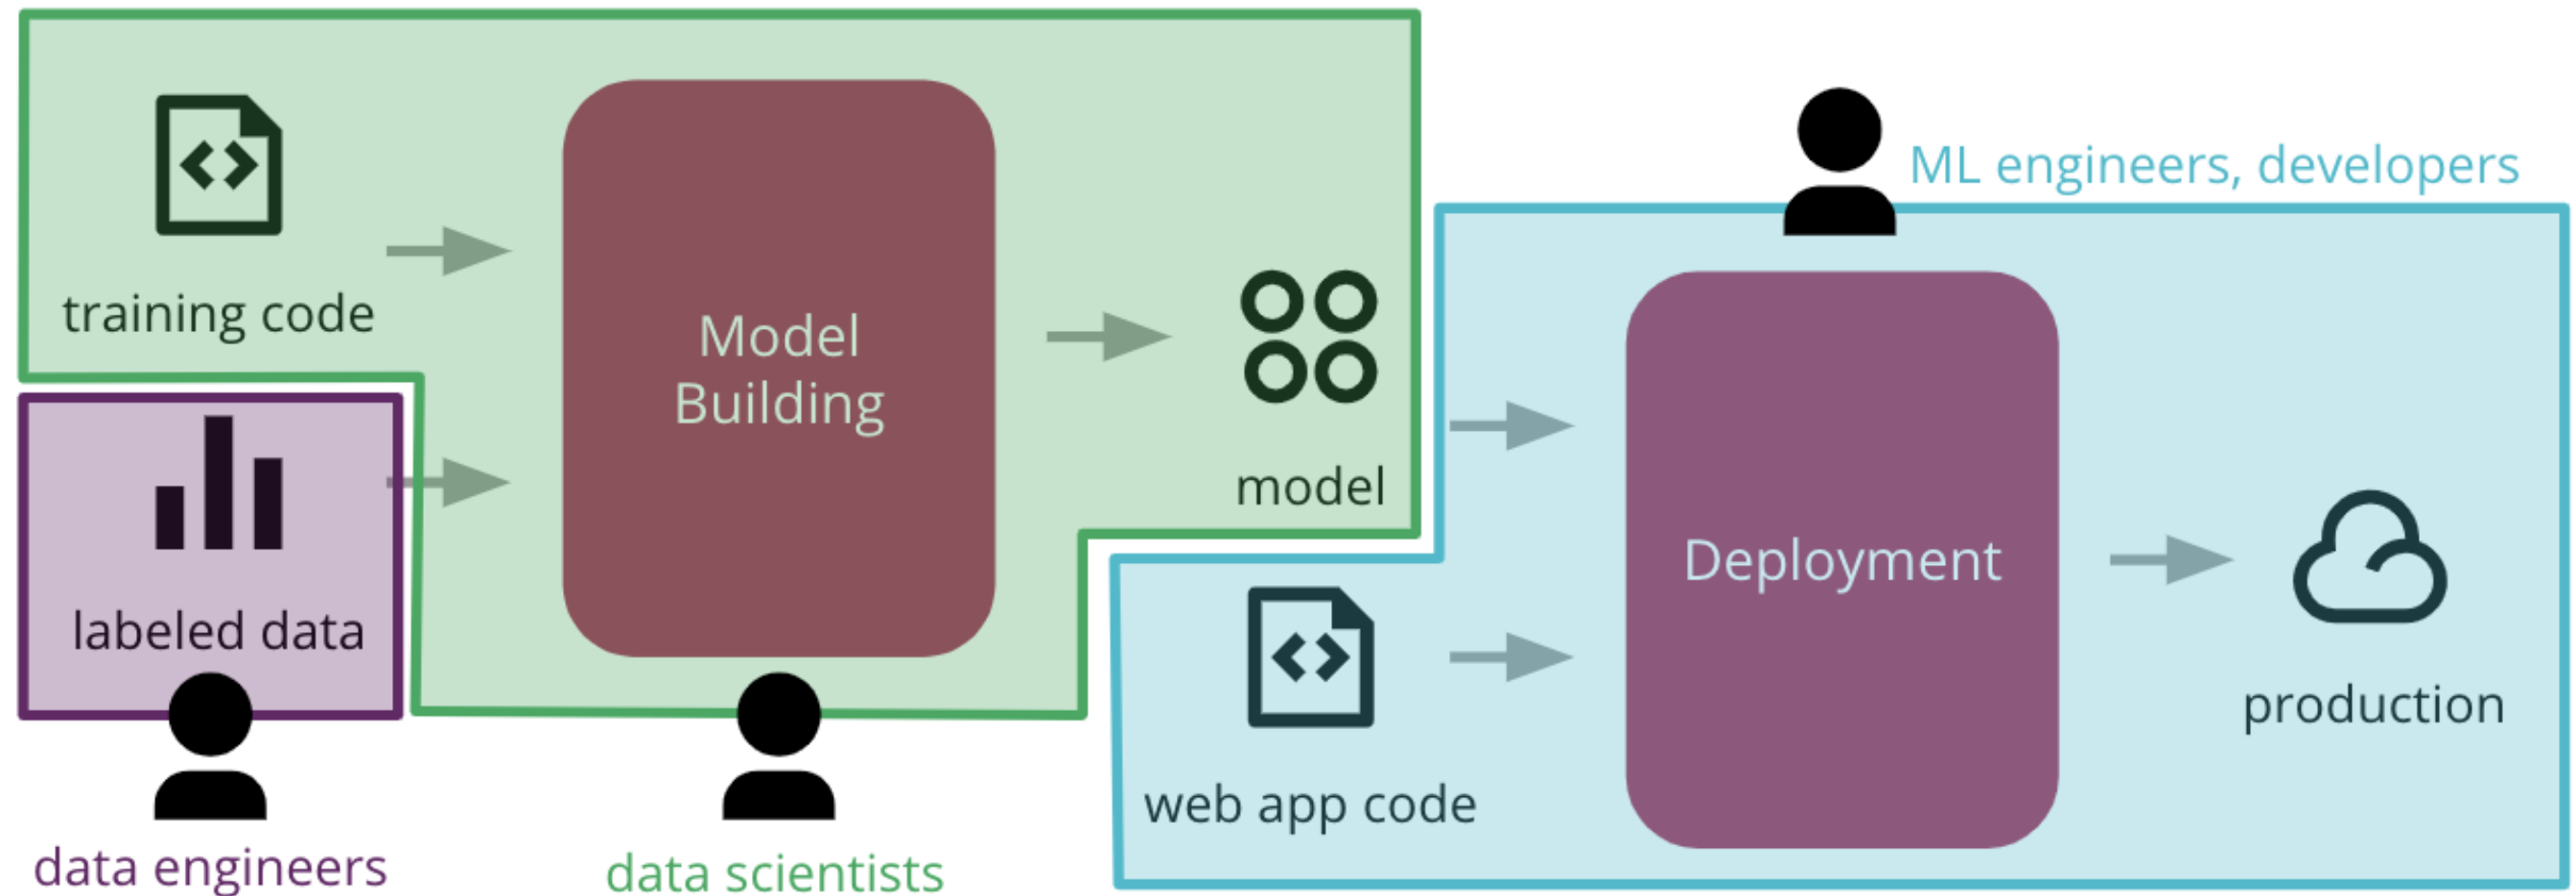 training code
Model
Building
model
labeled data
data engineers
data scientists
ML engineers, developers
Deployment
web app code
production